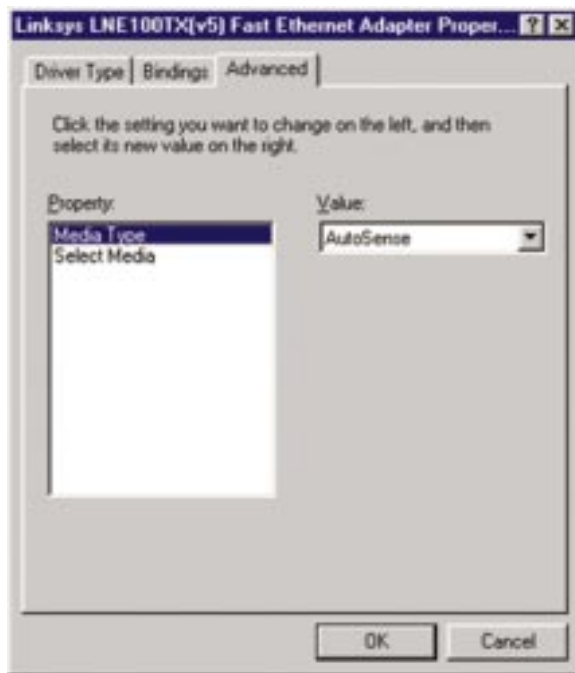 Linksys LNE100TX(v5) Fast Ethernet Adapter Proper...
Driver Type
Bindings
Advanced
Click the setting you want to change on the left, and then
select its new value on the right.
Property:
Value:
Media Type
Select Media
AutoSense
OK
Cancel